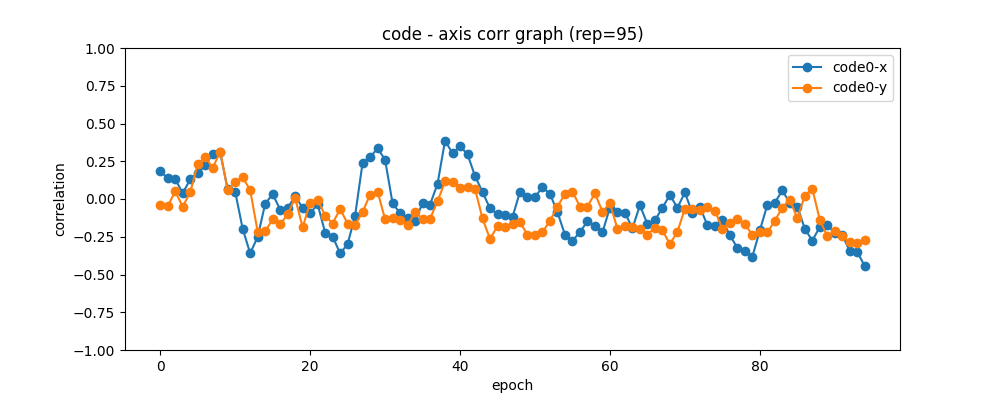 code - axis corr graph (rep=95)
1.00
0.75
0.50
0.25
0.00
−0.25
−0.50
−0.75
−1.00
correlation
code0-x
code0-y
0 20 40 60 80
epoch